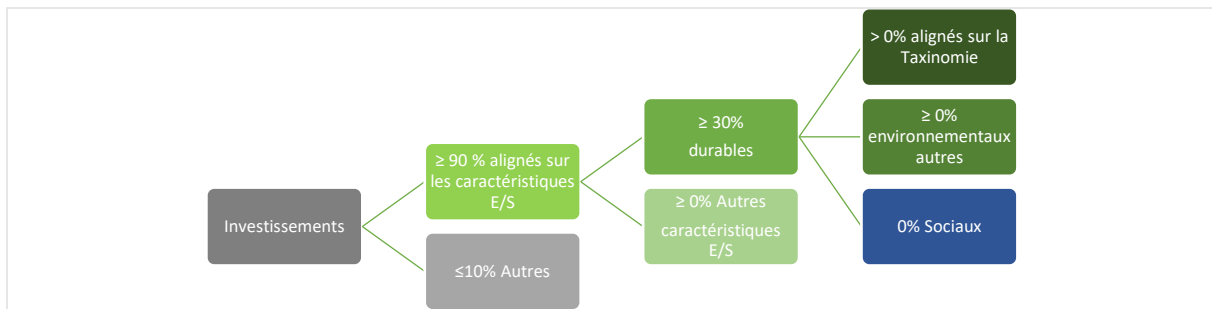 Investissements
≥ 90 % alignés sur
les caractéristiques
E/S
≤10% Autres
≥ 30%
durables
≥ 0% Autres
caractéristiques
E/S
> 0% alignés sur la
Taxinomie
≥ 0%
environnementaux
autres
0% Sociaux